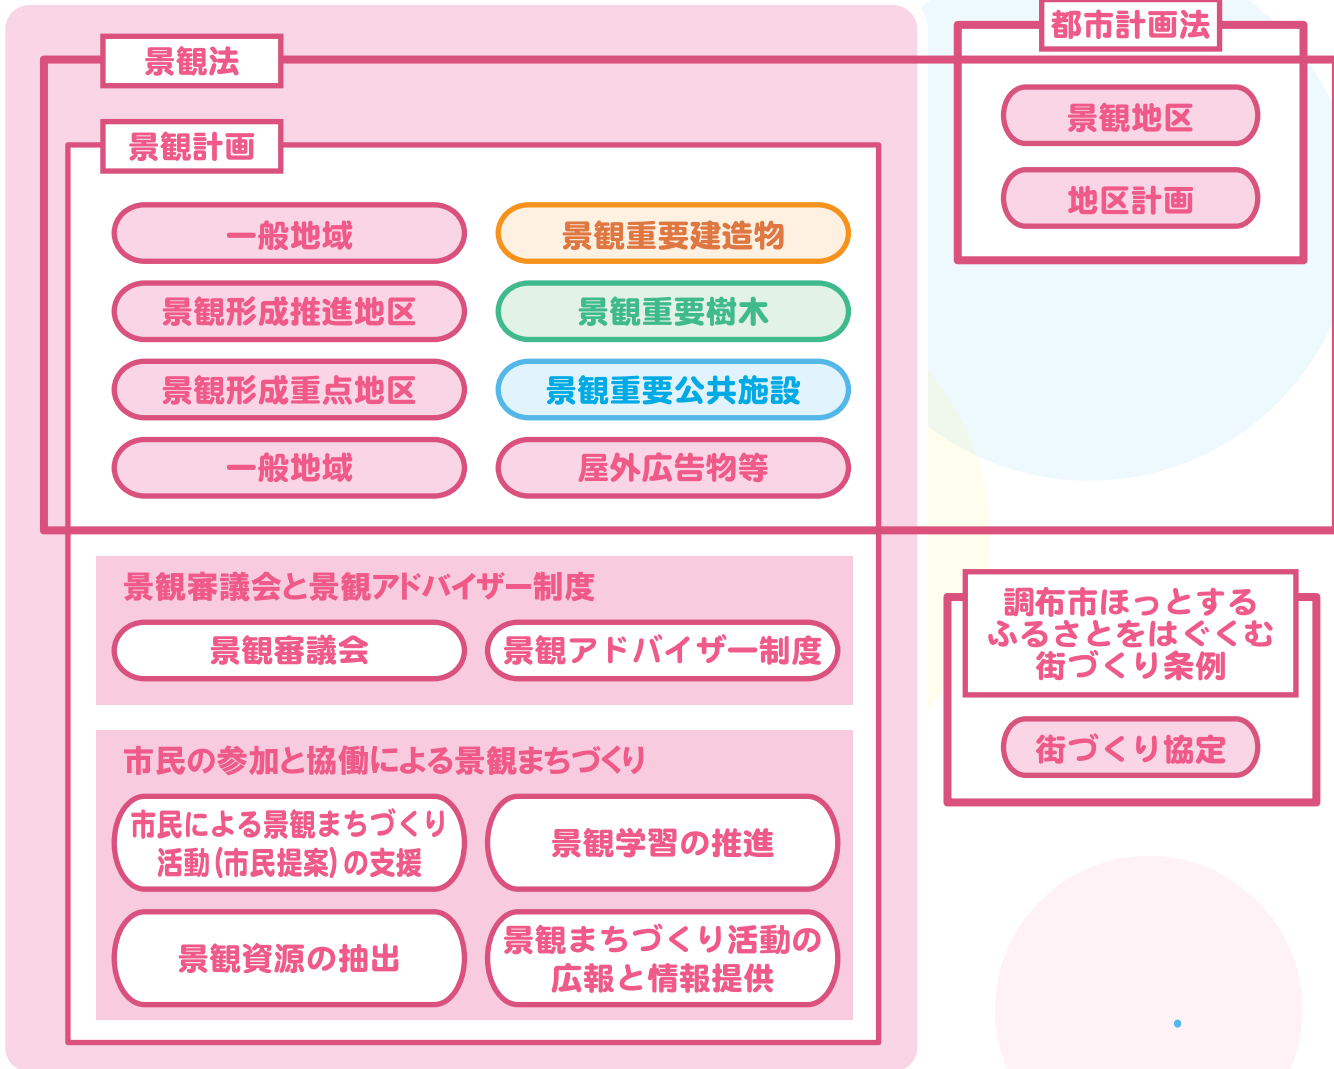 景観法
景観計画
一般地域
景観重要建造物
景観形成推進地区
景観重要樹木
景観形成重点地区
景観重要公共施設
一般地域
屋外広告物等
景観審議会と景観アドバイザー制度
景観審議会
景観アドバイザー制度
市民の参加と協働による景観まちづくり
市民による景観まちづくり
活動(市民提案)の支援
景観学習の推進
景観資源の抽出
景観まちづくり活動の
広報と情報提供
都市計画法
景観地区
地区計画
調布市ほっとする
ふるさとをはぐくむ
街づくり条例
街づくり協定